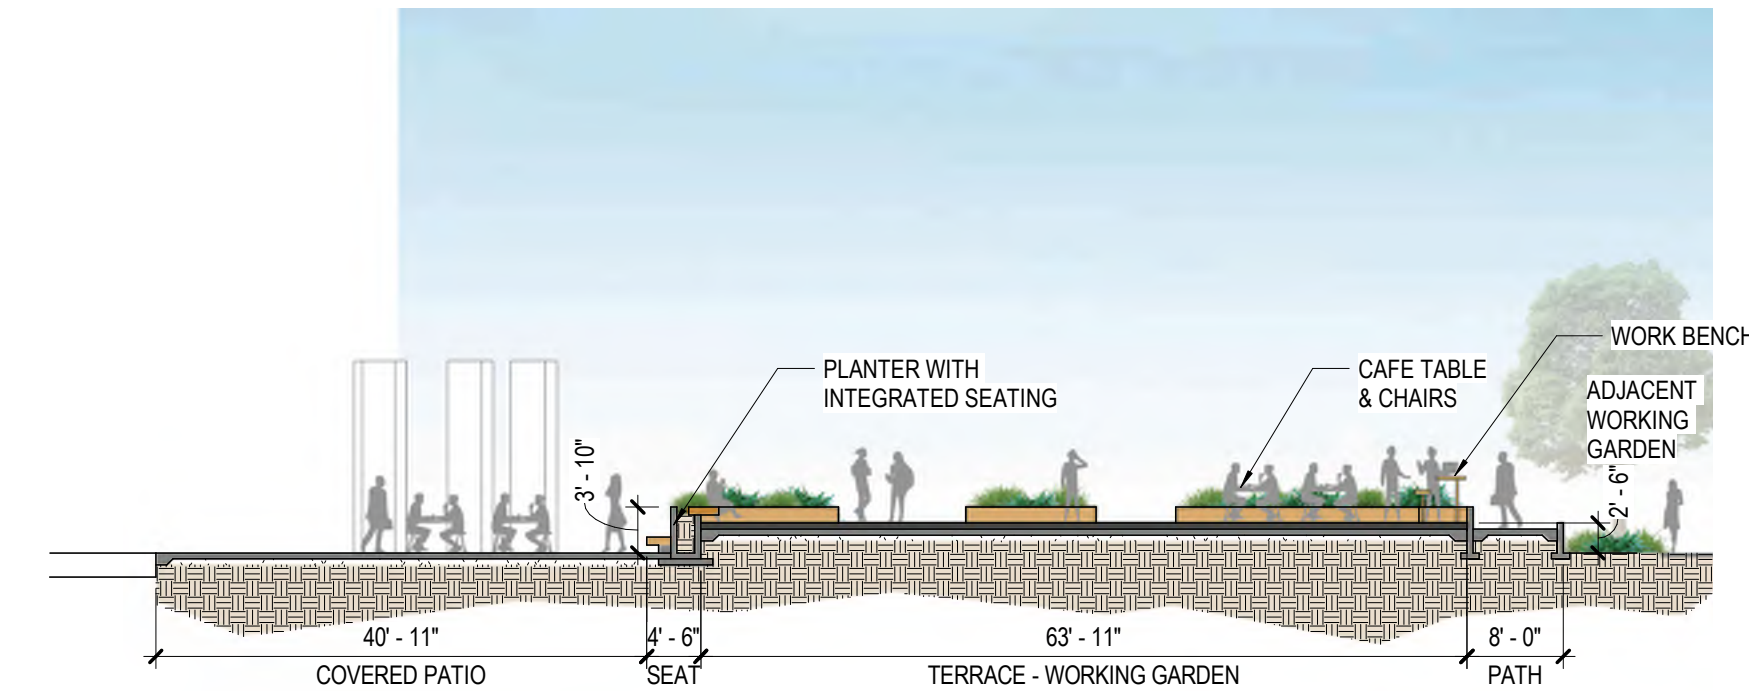 WORK BENCH
PLANTER WITH
INTEGRATED SEATING
CAFE TABLE
& CHAIRS
ADJACENT
WORKING
GARDEN
3' - 10"
2' - 6"
40' - 11"
4' - 6"
63' - 11"
8' - 0"
COVERED PATIO
SEAT
TERRACE - WORKING GARDEN
PATH